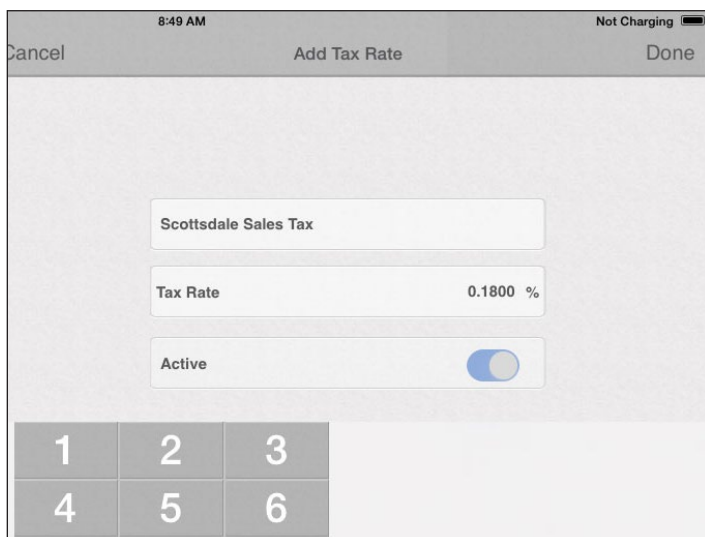 8:49 AM Not Charging
Cancel Add Tax Rate Done
Scottsdale Sales Tax
Tax Rate 0.1800 %
Active
1 2 3
4 5 6